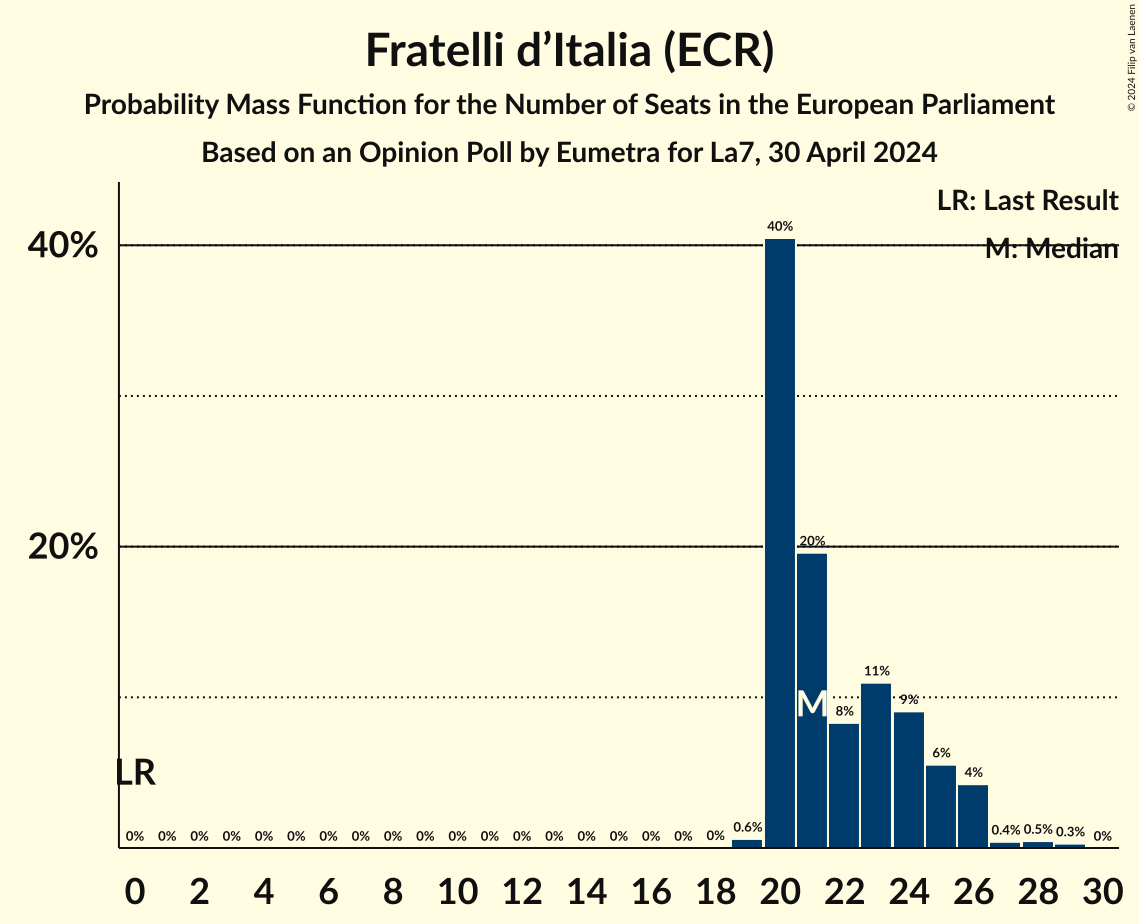 Fratelli d’Italia (ECR)
Probability Mass Function for the Number of Seats in the European Parliament
Based on an Opinion Poll by Eumetra for La7, 30 April 2024
© 2024 Filip van Laenen
LR: Last Result
M: Median
40%
20%
40%
20%
11%
9%
8%
6%
4%
M
LR
0% 0% 0% 0% 0% 0% 0% 0% 0% 0% 0% 0% 0% 0% 0% 0% 0% 0% 0% 0.6% 0.4% 0.5% 0.3% 0%
0 2 4 6 8 10 12 14 16 18 20 22 24 26 28 30